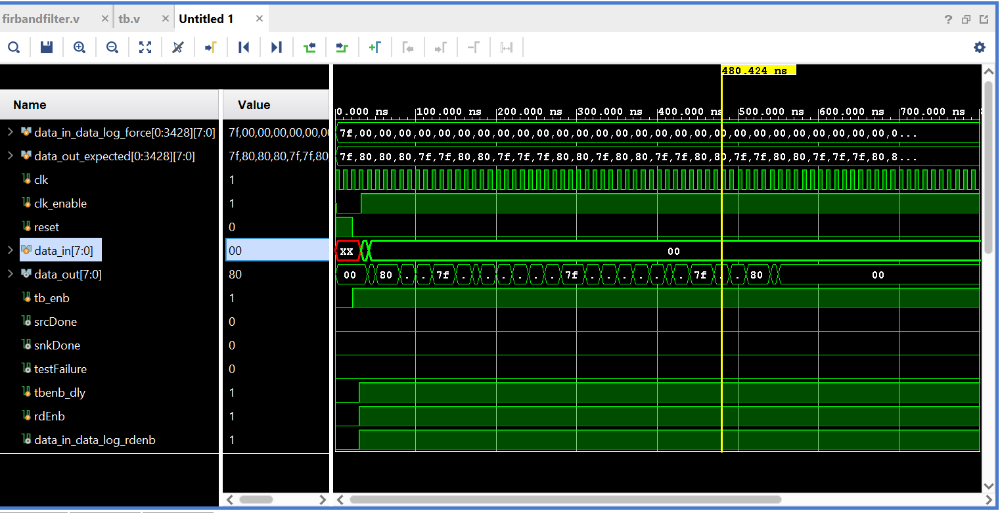 firbandfilter.v × tb.v × Untitled 1 ×
480.424 ns
Name Value
0.000 ns 100.000 ns 200.000 ns 300.000 ns 400.000 ns 500.000 ns 600.000 ns 700.000 ns
data_in_data_log_force[0:3428][7:0] 7f,00,00,00,00,00,00 7f,00,00,00,00,00,00,00,00,00,00,00,00,00,00,00,00,00,00,00,00,00,00,00,00,00,00,00,0...
data_out_expected[0:3428][7:0] 7f,80,80,80,7f,7f,80, 7f,80,80,80,7f,7f,80,80,7f,7f,7f,80,80,7f,80,80,7f,7f,80,80,7f,7f,80,80,7f,7f,7f,80,8...
clk 1
clk_enable 1
reset 0
data_in[7:0] 00 XX 00
data_out[7:0] 80 00 80 . . 7f . . . . . . . 7f . . . . . . . 7f . . 80 00
tb_enb 1
srcDone 0
snkDone 0
testFailure 0
tbenb_dly 1
rdEnb 1
data_in_data_log_rdenb 1